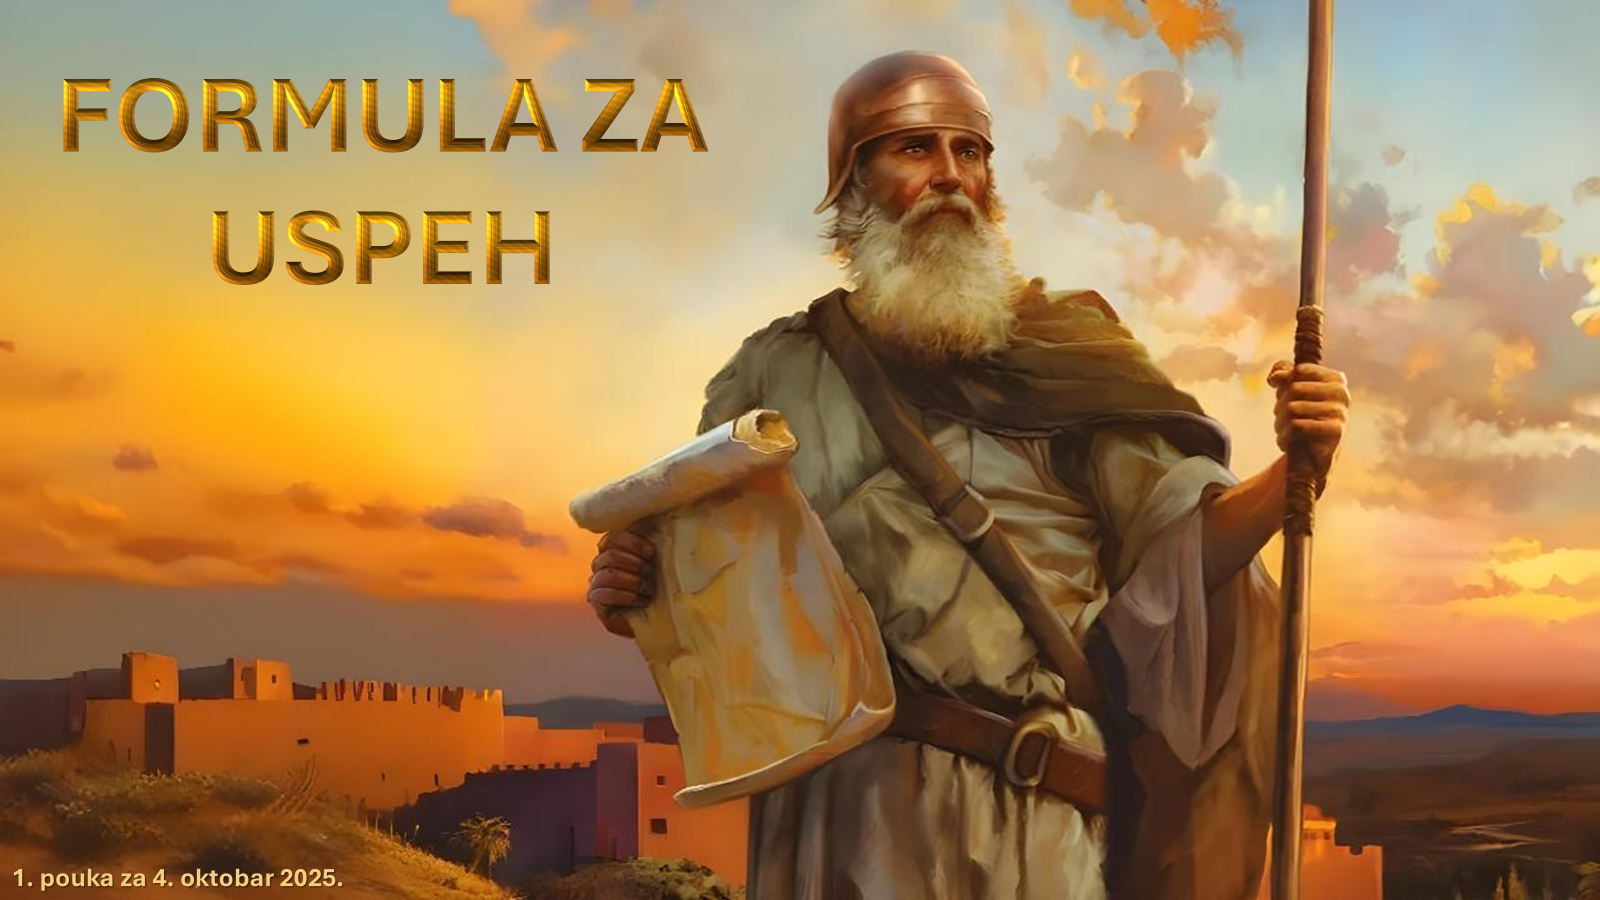 FORMULA ZA
USPEH
1. pouka za 4. oktobar 2025.